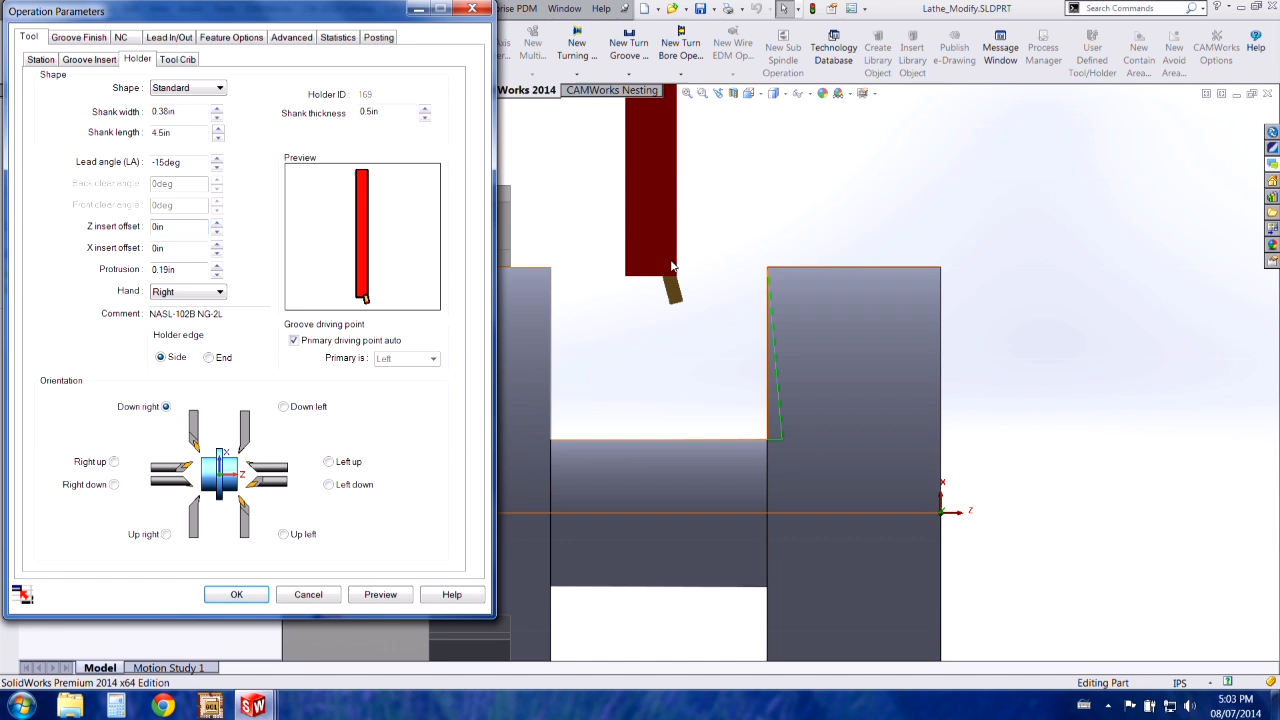 Operation Parameters
rise PDM
Window
Help
Lathe_Modify.SLDPRT
Search Commands
Tool
Groove Finish
NC
Lead In/Out
Feature Options
Advanced
Statistics
Posting
Station
Groove Insert
Holder
Tool Crib
New Turning ...
New Turn Groove ...
New Turn Bore Ope...
New Wire EDM Op...
New Sub Spindle Operation
Technology Database
Create Library Object
Insert Library Object
Publish e-Drawing
Message Window
Process Manager
User Defined Tool/Holder
New Contain Area...
New Avoid Area...
CAMWorks Options
Help
works 2014
CAMWorks Nesting
Shape
Shape :
Standard
Holder ID :
169
Shank width :
0.38in
Shank thickness
0.5in
Shank length :
4.5in
Lead angle (LA) :
-15deg
Back clear angle :
0deg
Front clear angle :
0deg
Z insert offset :
0in
X insert offset :
0in
Protrusion :
0.19in
Hand :
Right
Comment :
NASL-102B NG-2L
Preview
Holder edge
Side
End
Groove driving point
Primary driving point auto
Primary is :
Left
Orientation
Down right
Down left
Right up
Left up
Right down
Left down
Up right
Up left
X
Z
OK
Cancel
Preview
Help
X
Z
Model
Motion Study 1
SolidWorks Premium 2014 x64 Edition
Editing Part
IPS
5:03 PM
08/07/2014